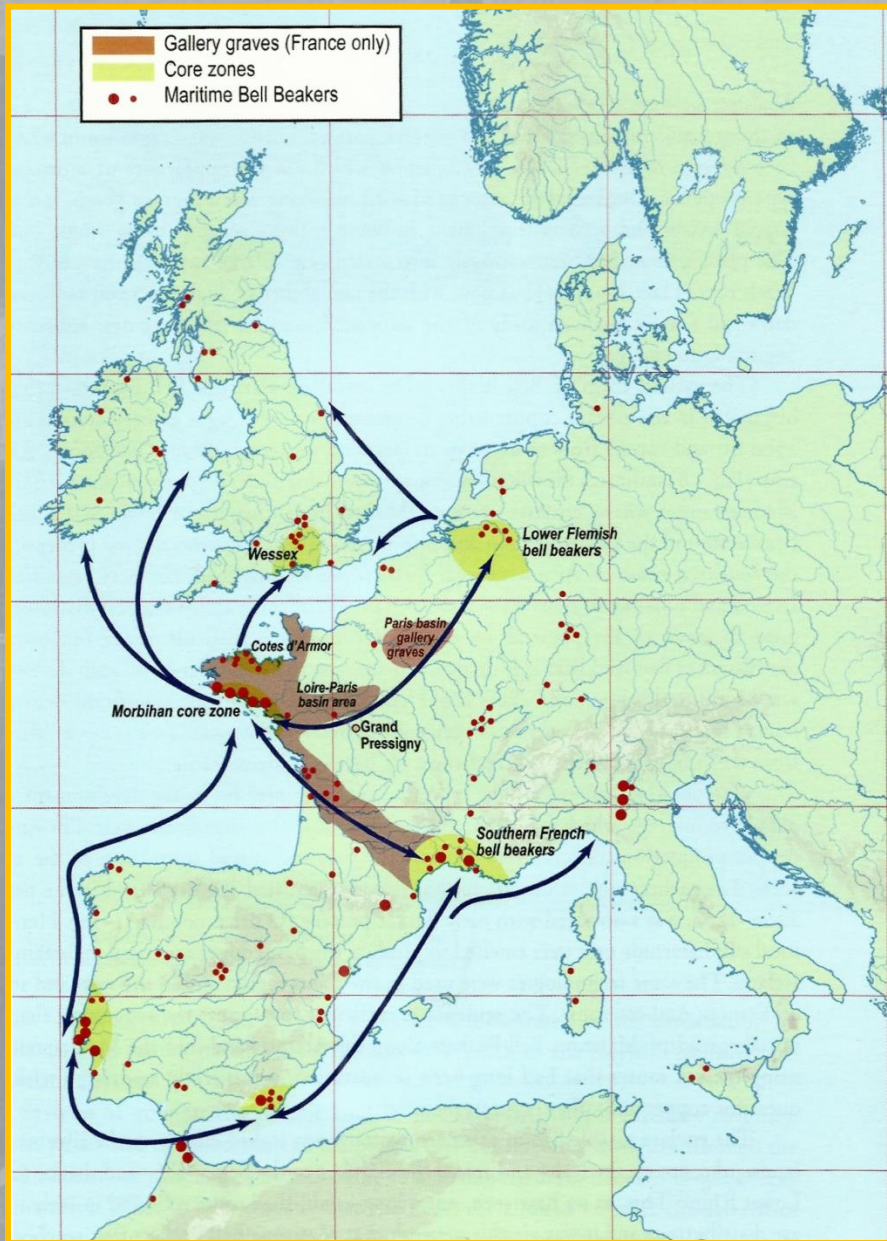 Gallery graves (France only)
Core zones
Maritime Bell Beakers
Wessex
Lower Flemish
bell beakers
Paris basin
gallery
graves
Cotes d'Armor
Loire-Paris
basin area
Morbihan core zone
Grand
Pressigny
Southern French
bell beakers